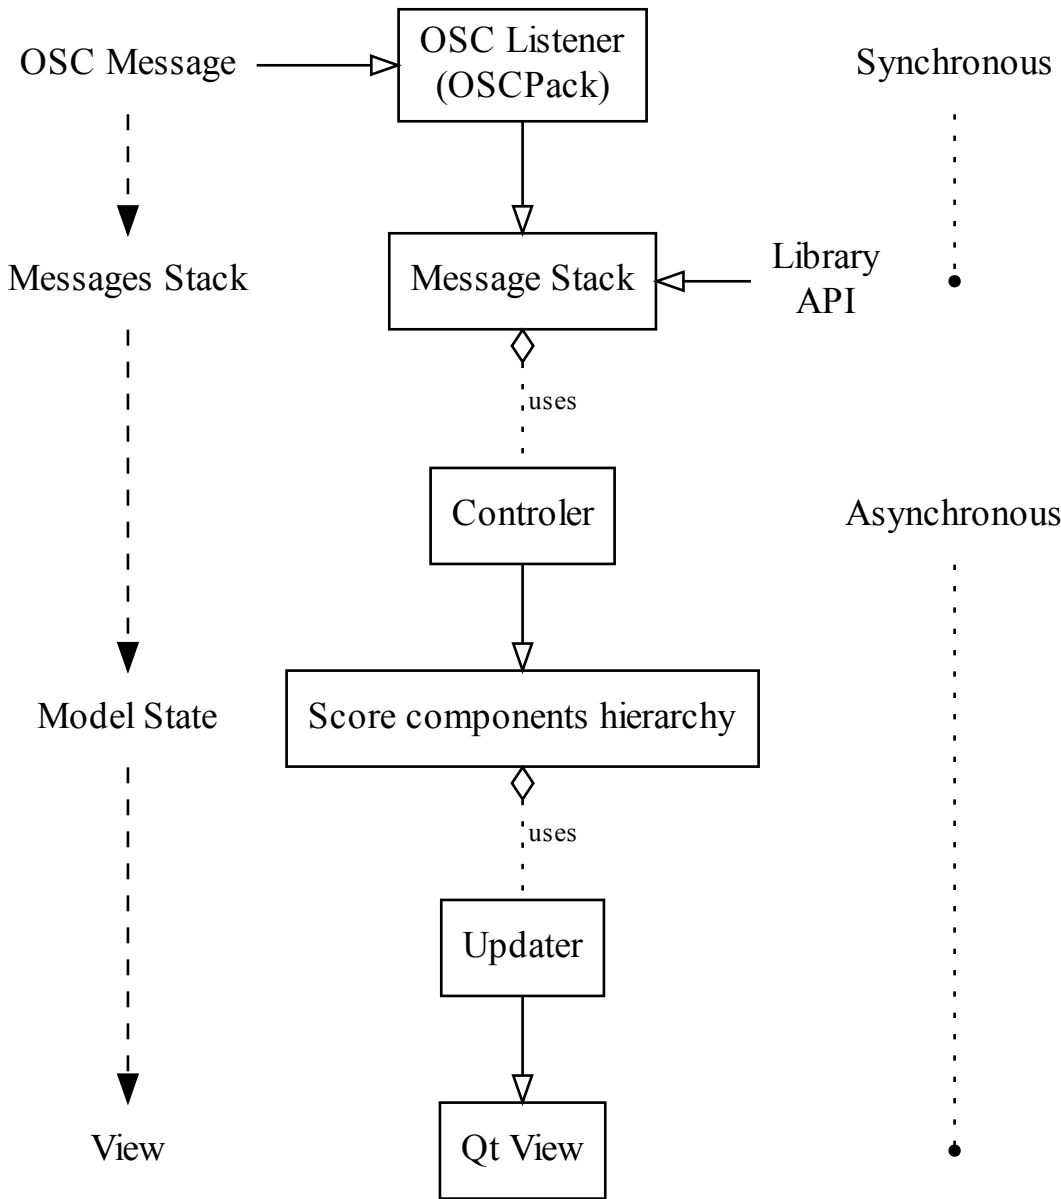 OSC Message
OSC Listener
(OSCPack)
Synchronous
Messages Stack
Message Stack
Library
API
uses
Controler
Asynchronous
Model State
Score components hierarchy
uses
Updater
View
Qt View